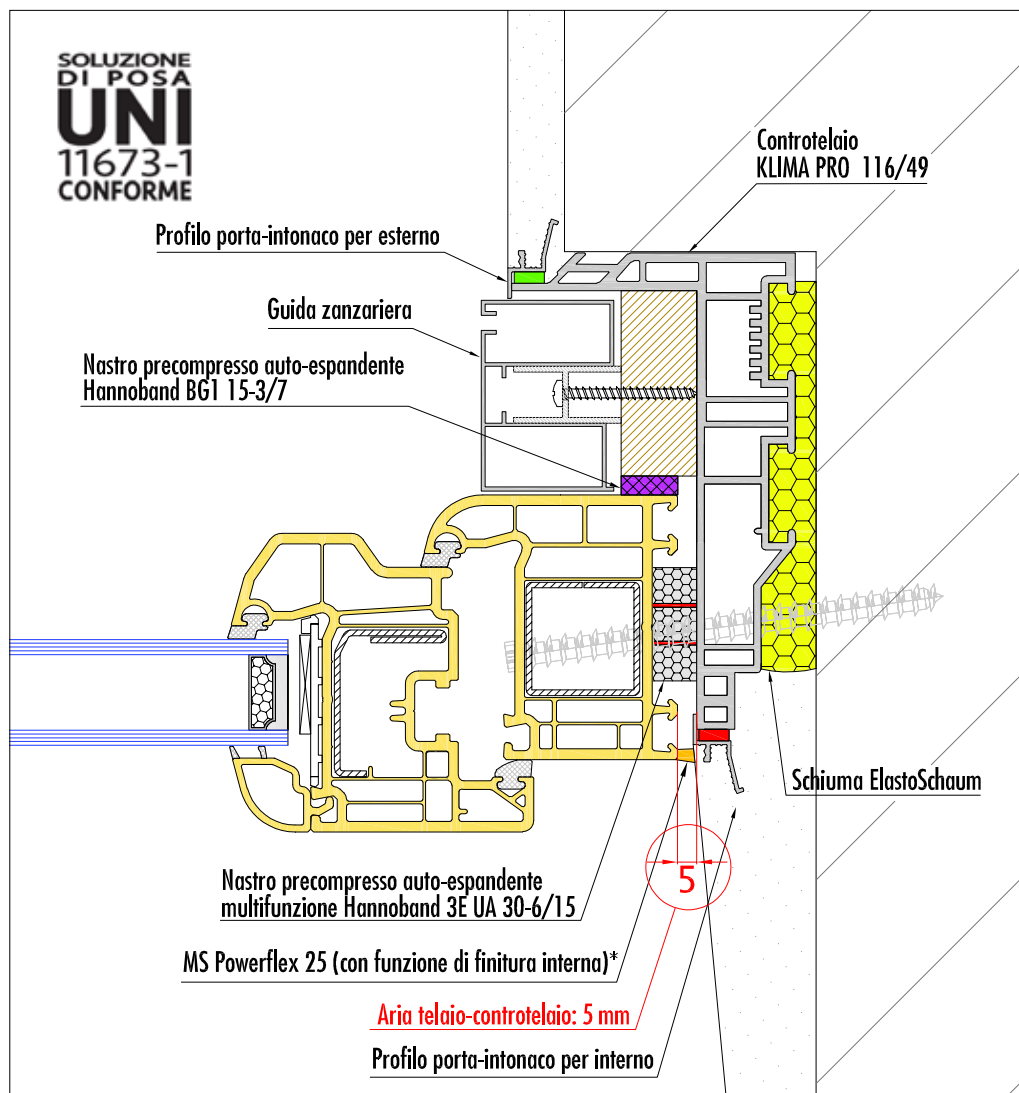 SOLUZIONE
DI POSA
UNI
11673-1
CONFORME
Controtelaio
KLIMA PRO 116/49
Profilo porta-intonaco per esterno
Guida zanzariera
Nastro precompresso auto-espandente
Hannoband BG1 15-3/7
Schiuma ElastoSchaum
5
Nastro precompresso auto-espandente
multifunzione Hannoband 3E UA 30-6/15
MS Powerflex 25 (con funzione di finitura interna)*
Aria telaio-controtelaio: 5 mm
Profilo porta-intonaco per interno